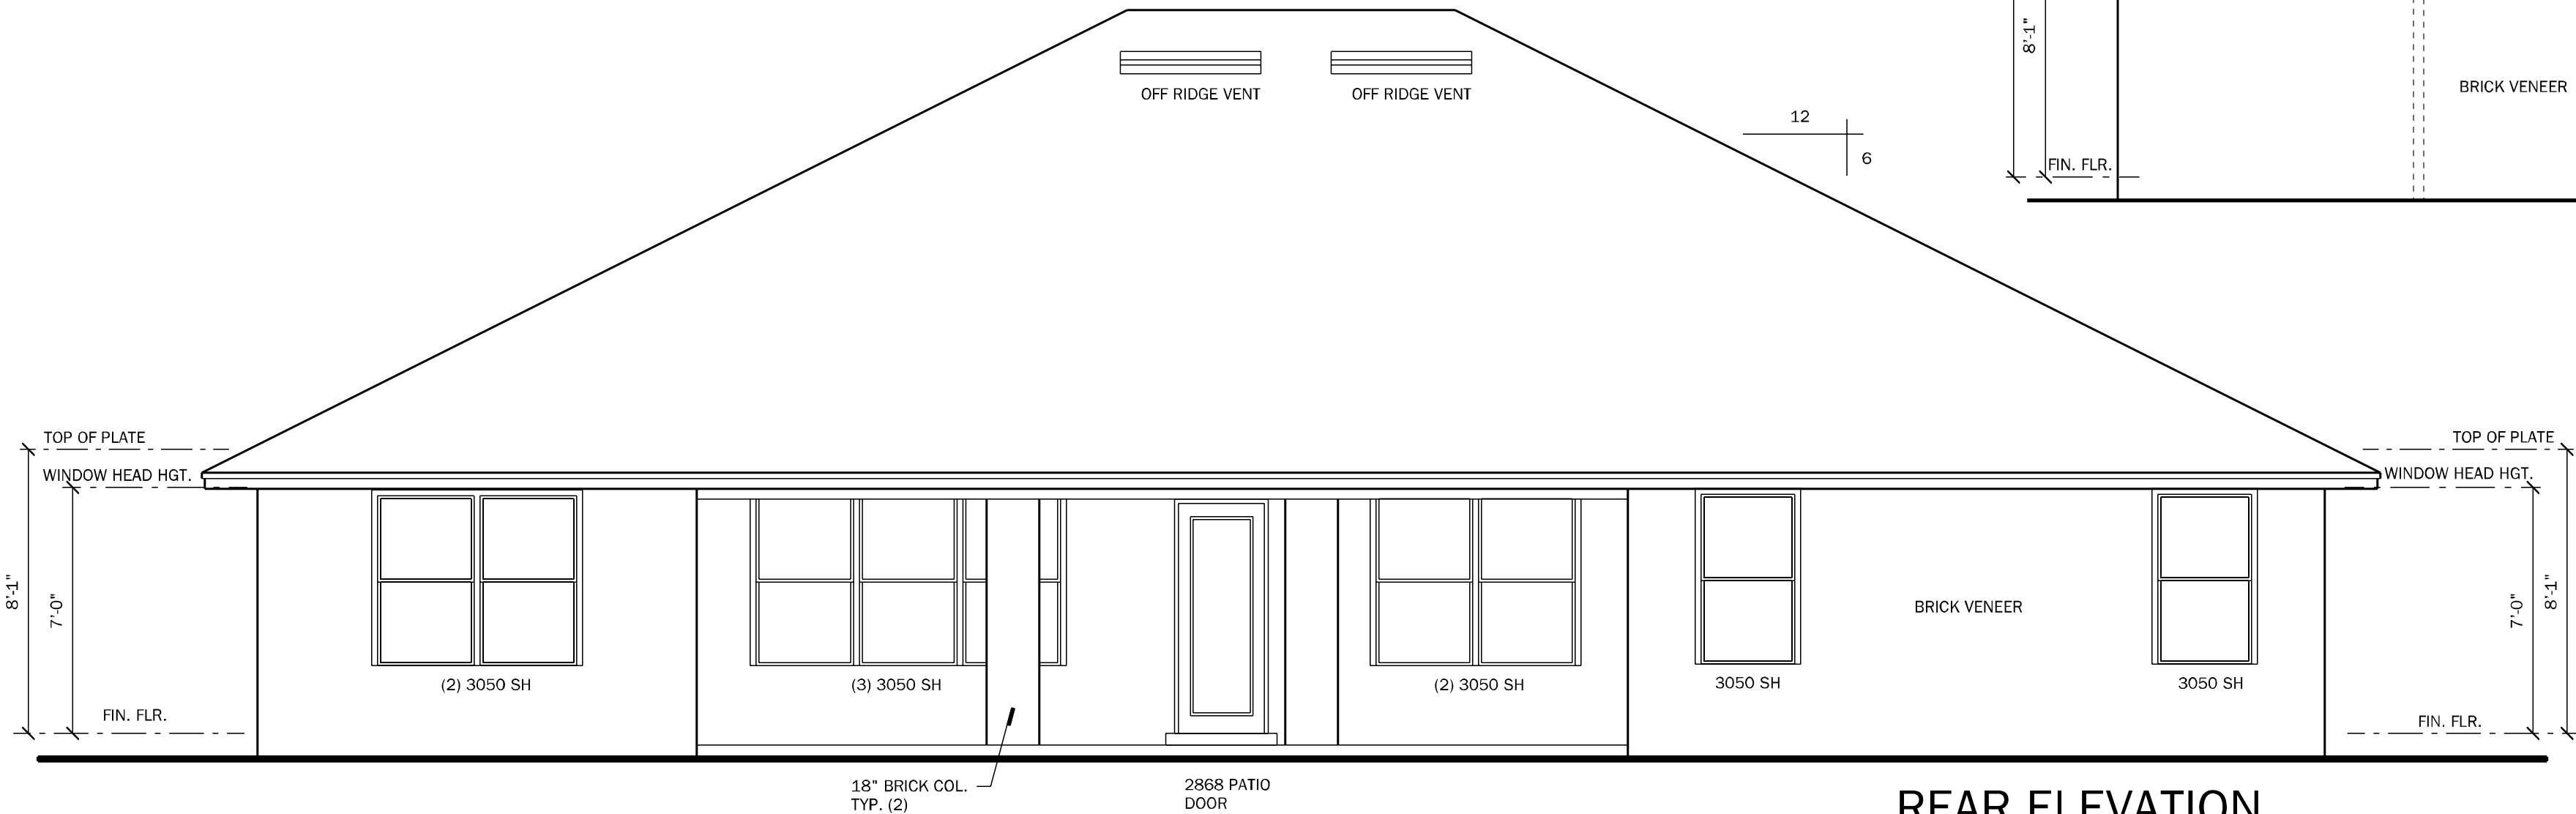 8'-1"
BRICK VENEER
FIN. FLR.
OFF RIDGE VENT
OFF RIDGE VENT
12
6
TOP OF PLATE
WINDOW HEAD HGT.
TOP OF PLATE
WINDOW HEAD HGT.
8'-1"
7'-0"
FIN. FLR.
(2) 3050 SH
(3) 3050 SH
(2) 3050 SH
3050 SH
BRICK VENEER
3050 SH
7'-0"
8'-1"
FIN. FLR.
18" BRICK COL.
TYP. (2)
2868 PATIO
DOOR
REAR ELEVATION